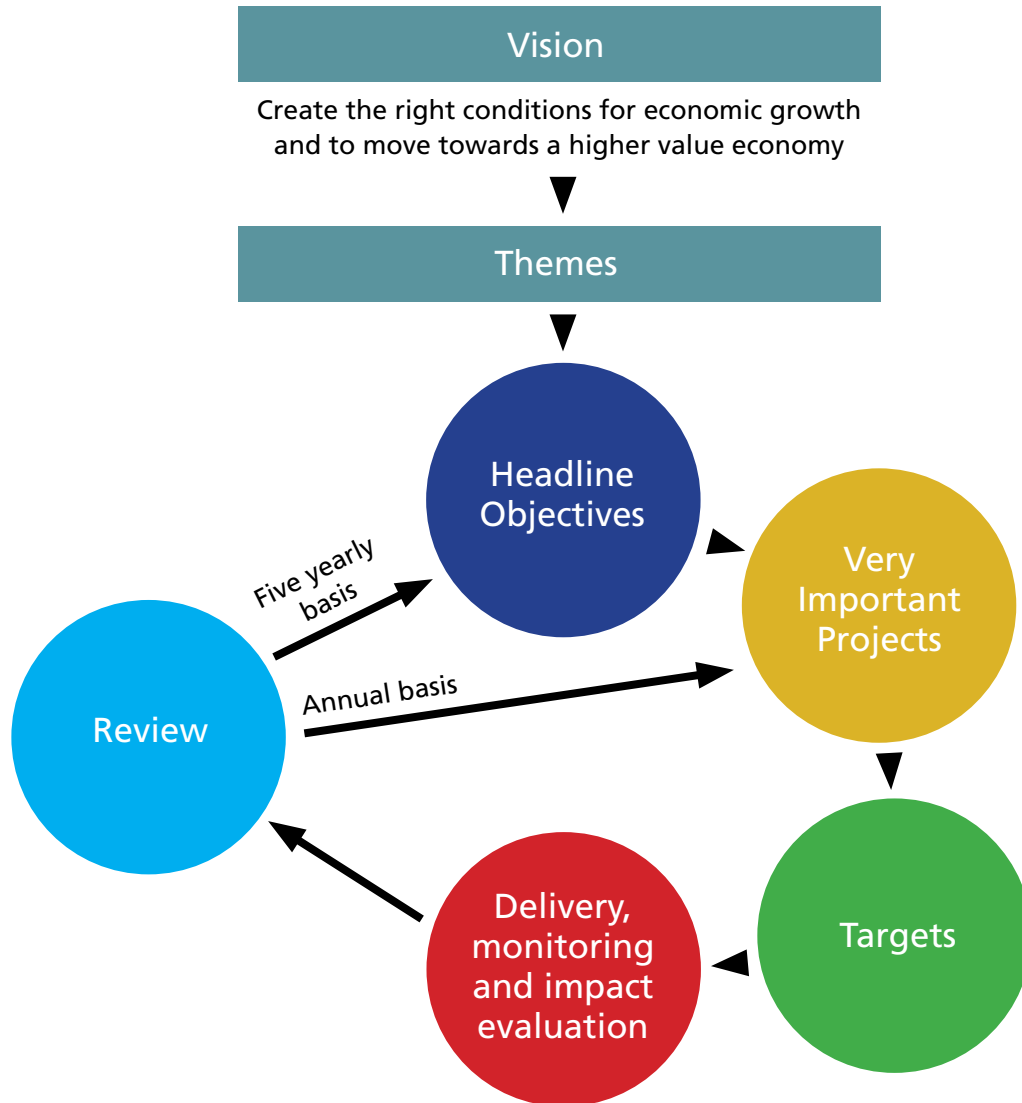 Vision
Create the right conditions for economic growth
and to move towards a higher value economy
Themes
Headline
Objectives
Very
Important
Projects
Five yearly
basis
Annual basis
Review
Targets
Delivery,
monitoring
and impact
evaluation